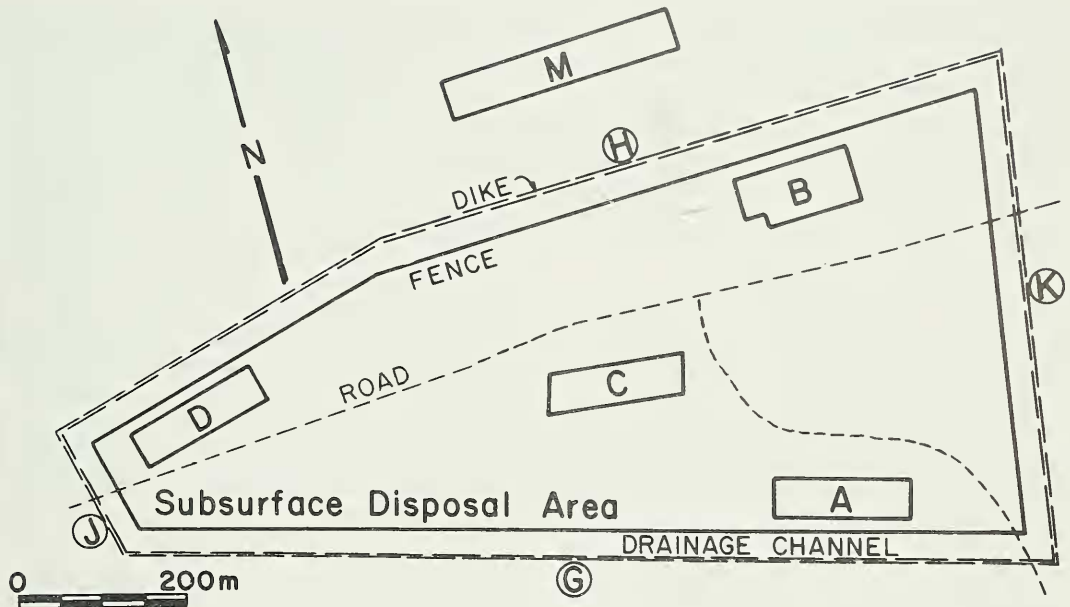 M
N
H
B
DIKE
FENCE
K
ROAD
C
D
Subsurface Disposal Area
A
J
DRAINAGE CHANNEL
G
0 200m